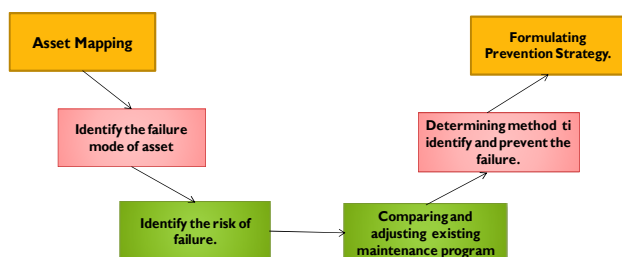 Asset Mapping
Identify the failure
mode of asset
Identify the risk of
failure.
Comparing and
adjusting existing
maintenance program
Determining method ti
identify and prevent the
failure.
Formulating
Prevention Strategy.